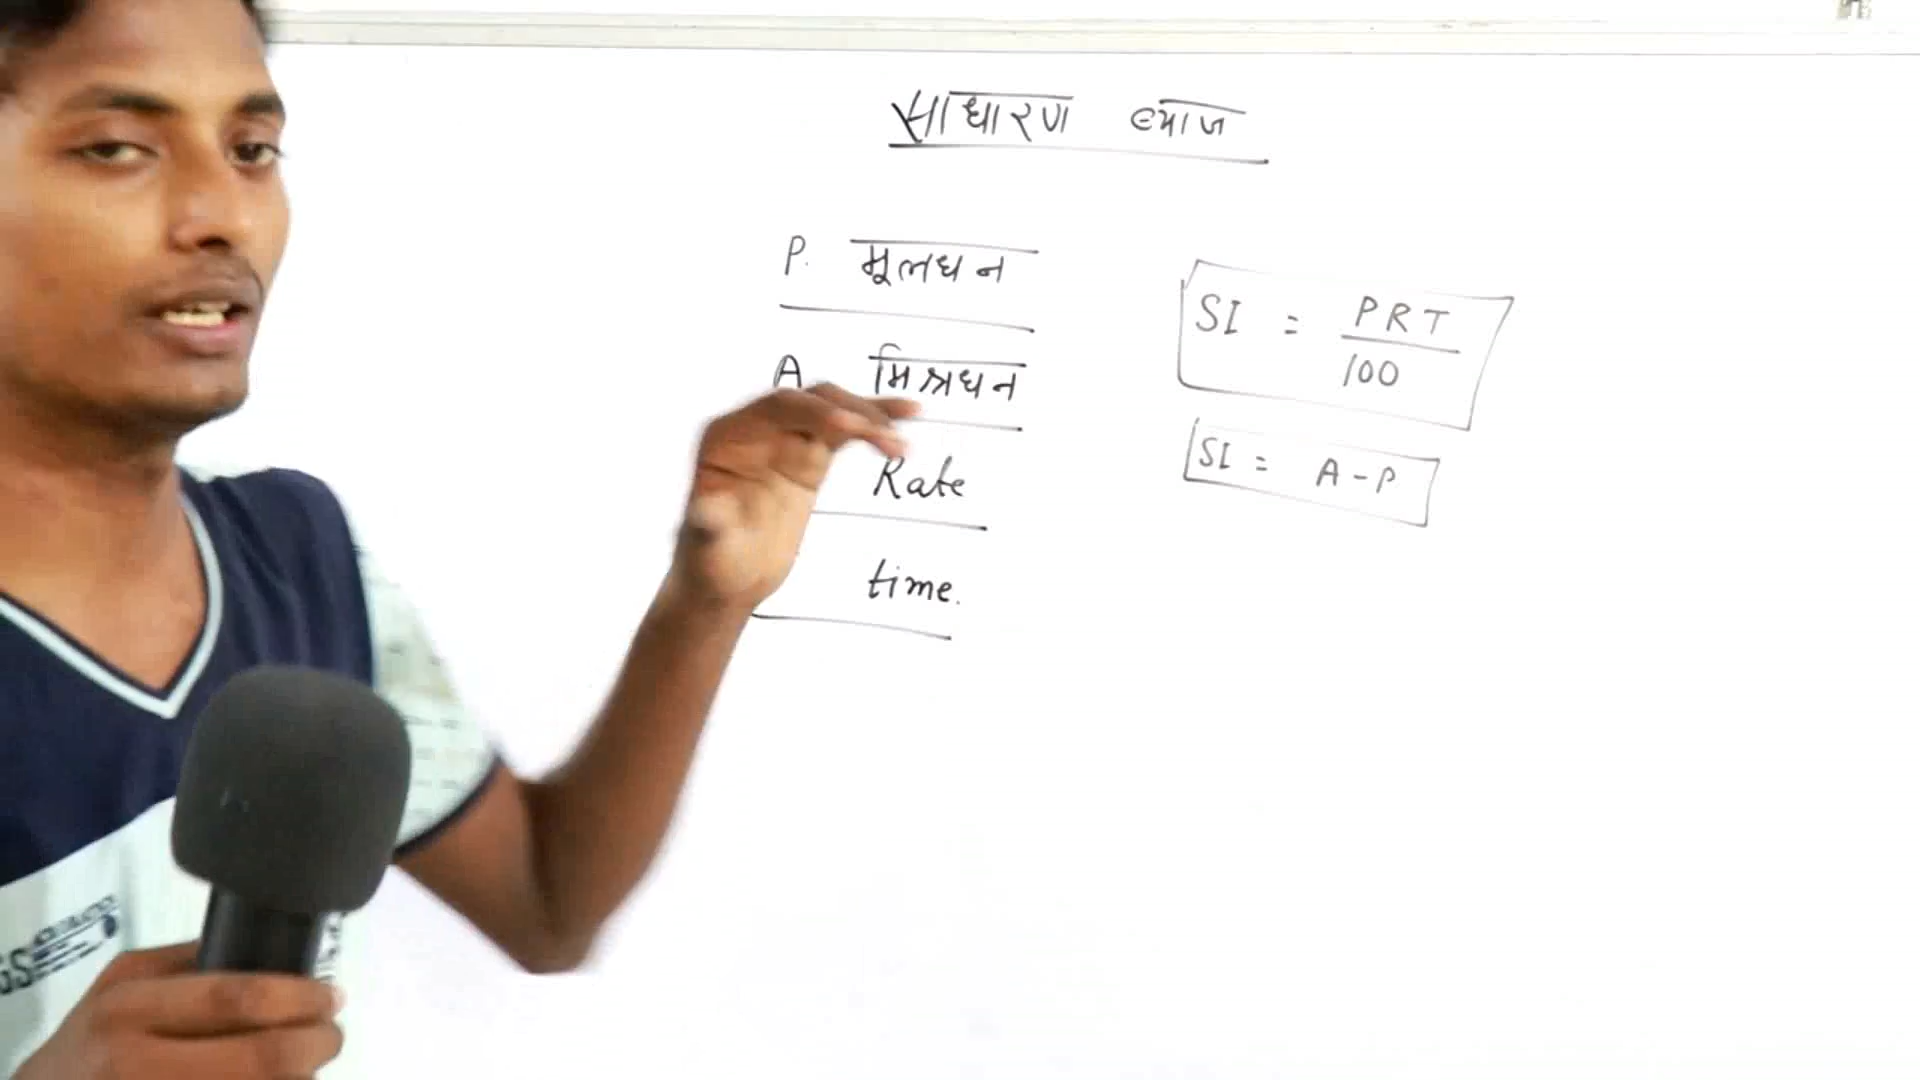 साधारण ब्याज
P. मूलधन
A मिश्रधन
Rate
time.
SI = PRT
100
SI = A-P